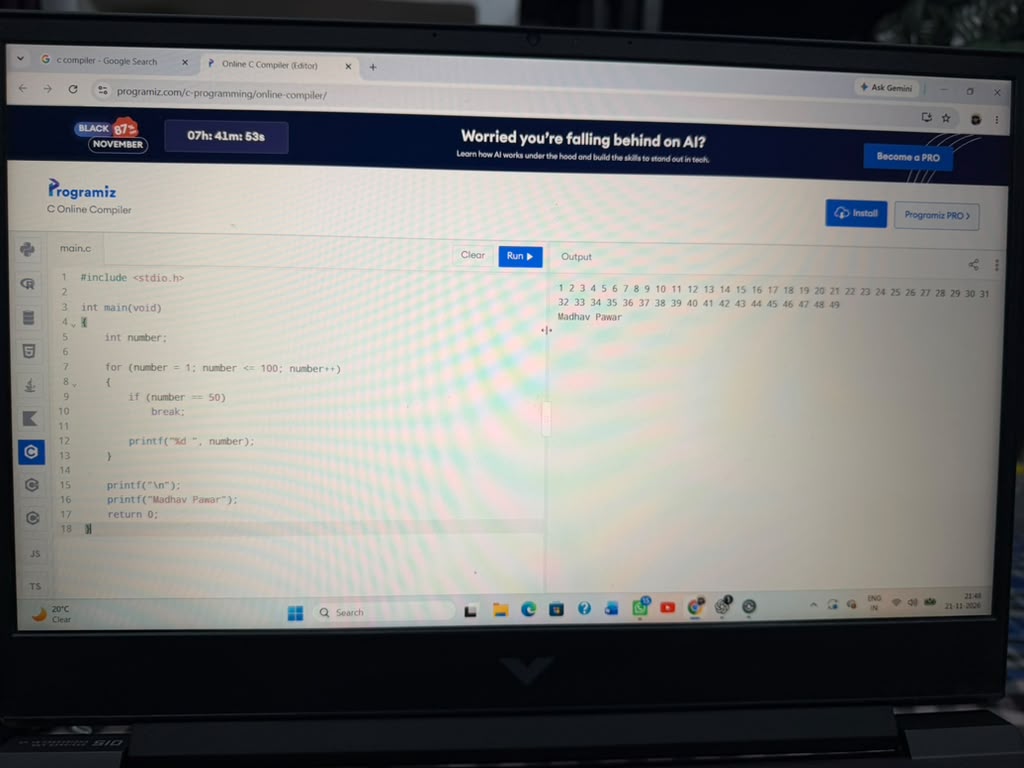 c compiler - Google Search
Online C Compiler (Editor)
programiz.com/c-programming/online-compiler/
Ask Gemini
BLACK 87%
NOVEMBER
07h: 41m: 53s
Worried you're falling behind on AI?
Learn how AI works under the hood and build the skills to stand out in tech.
Become a PRO
Programiz
C Online Compiler
Install
Programiz PRO >
main.c
Clear
Run
Output
1 #include <stdio.h>
2
3 int main(void)
4 {
5 int number;
6
7 for (number = 1; number <= 100; number++)
8 {
9 if (number == 50)
10 break;
11
12 printf("%d ", number);
13 }
14
15 printf("\n");
16 printf("Madhav Pawar");
17 return 0;
18 }
1 2 3 4 5 6 7 8 9 10 11 12 13 14 15 16 17 18 19 20 21 22 23 24 25 26 27 28 29 30 31
32 33 34 35 36 37 38 39 40 41 42 43 44 45 46 47 48 49
Madhav Pawar
JS
TS
20°C
Clear
Search
ENG
IN
21:48